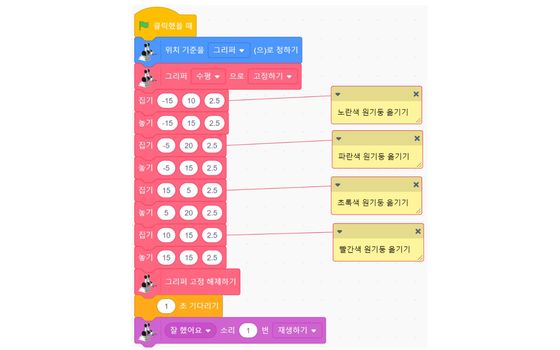 클릭했을 때
위치 기준을 그리퍼 (으)로 정하기
그리퍼 수평 으로 고정하기
집기 -15 10 2.5
노란색 원기둥 옮기기
놓기 -15 15 2.5
집기 -5 20 2.5
파란색 원기둥 옮기기
놓기 -5 15 2.5
집기 15 5 2.5
초록색 원기둥 옮기기
놓기 5 20 2.5
집기 10 15 2.5
빨간색 원기둥 옮기기
놓기 15 15 2.5
그리퍼 고정 해제하기
1 초 기다리기
잘 했어요 소리 1 번 재생하기